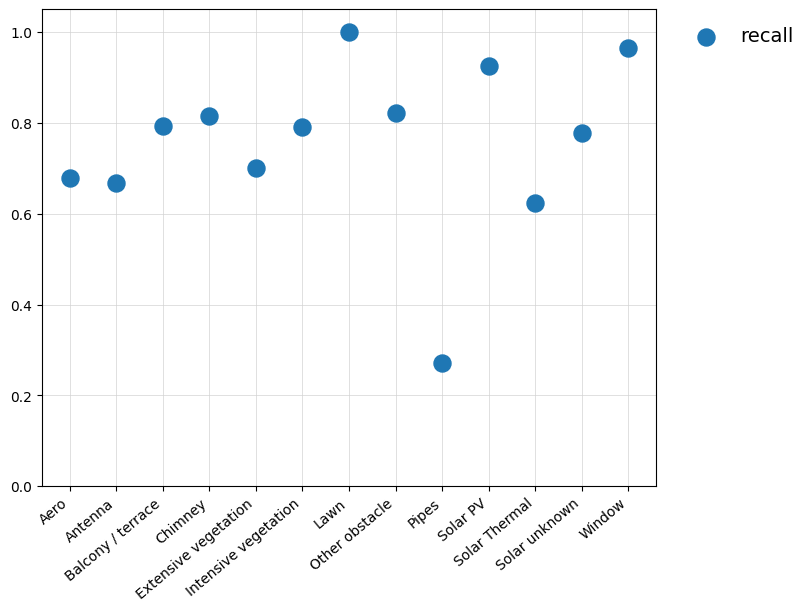 1.0
0.8
0.6
0.4
0.2
0.0
Aero
Antenna
Balcony / terrace
Chimney
Extensive vegetation
Intensive vegetation
Lawn
Other obstacle
Pipes
Solar PV
Solar Thermal
Solar unknown
Window
recall